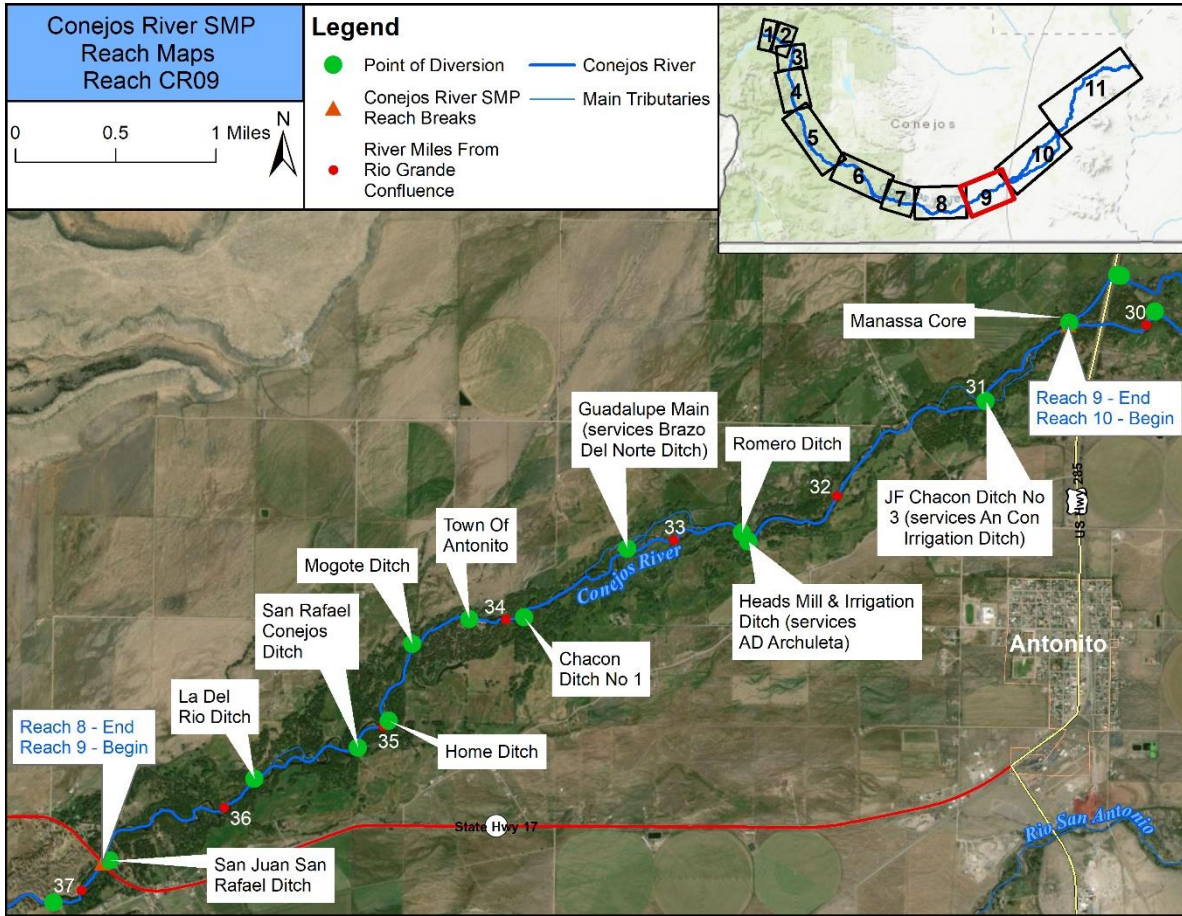 Conejos River SMP
Reach Maps
Reach CR09
0 0.5 1 Miles
N
Legend
Point of Diversion
Conejos River SMP
Reach Breaks
River Miles From
Rio Grande
Confluence
Conejos River
Main Tributaries
1
2
3
4
5
6
7
8
9
10
11
Conejos
Manassa Core
30
31
Reach 9 - End
Reach 10 - Begin
Guadalupe Main
(services Brazo
Del Norte Ditch)
Romero Ditch
32
JF Chacon Ditch No
3 (services An Con
Irrigation Ditch)
US Hwy 285
33
Conejos River
Town Of
Antonito
Mogote Ditch
34
Heads Mill & Irrigation
Ditch (services
AD Archuleta)
Antonito
San Rafael
Conejos
Ditch
Chacon
Ditch No 1
La Del
Rio Ditch
Reach 8 - End
Reach 9 - Begin
35
Home Ditch
36
State Hwy 17
Rio San Antonio
San Juan San
Rafael Ditch
37